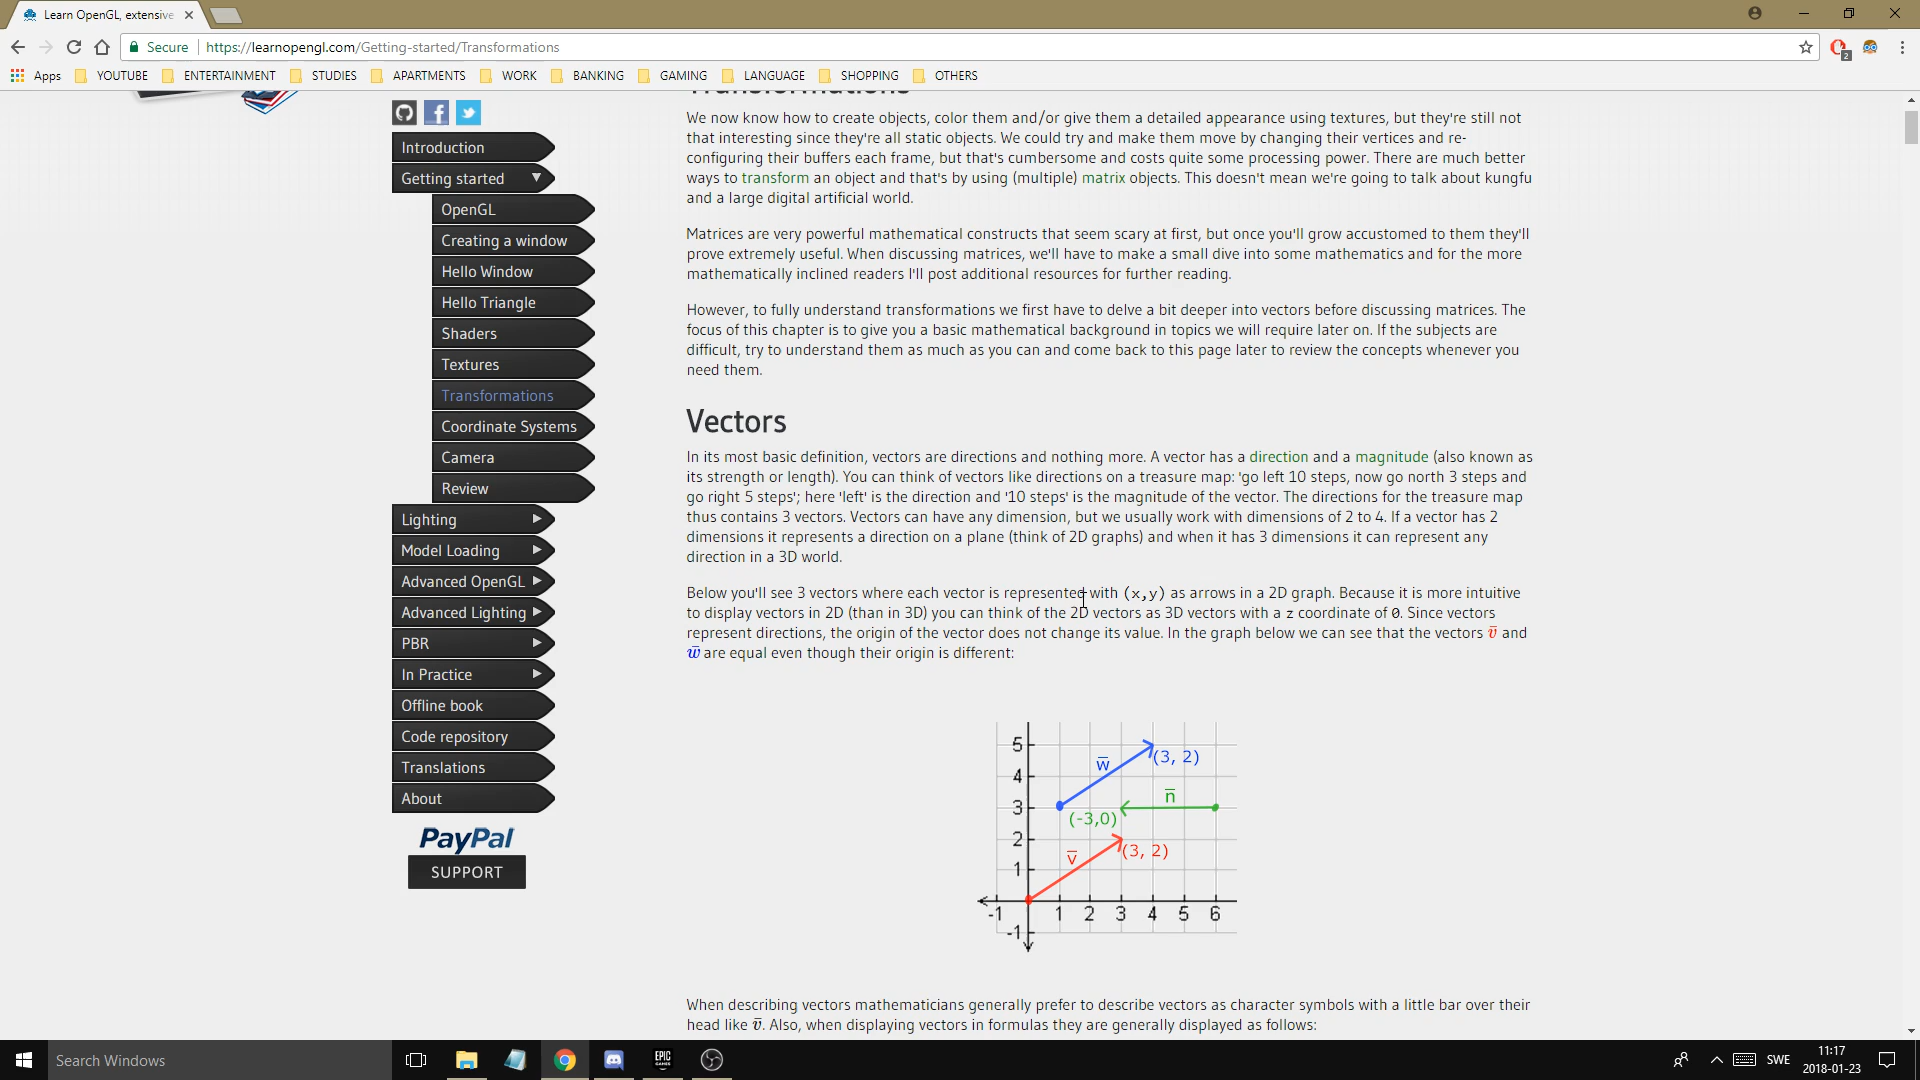 Learn OpenGL, extensive
Secure https://learnopengl.com/Getting-started/Transformations
2
Apps YOUTUBE ENTERTAINMENT STUDIES APARTMENTS WORK BANKING GAMING LANGUAGE SHOPPING OTHERS
Introduction
Getting started
OpenGL
Creating a window
Hello Window
Hello Triangle
Shaders
Textures
Transformations
Coordinate Systems
Camera
Review
Lighting
Model Loading
Advanced OpenGL
Advanced Lighting
PBR
In Practice
Offline book
Code repository
Translations
About
PayPal
SUPPORT
Transformations
We now know how to create objects, color them and/or give them a detailed appearance using textures, but they're still not
that interesting since they're all static objects. We could try and make them move by changing their vertices and re-
configuring their buffers each frame, but that's cumbersome and costs quite some processing power. There are much better
ways to transform an object and that's by using (multiple) matrix objects. This doesn't mean we're going to talk about kungfu
and a large digital artificial world.
Matrices are very powerful mathematical constructs that seem scary at first, but once you'll grow accustomed to them they'll
prove extremely useful. When discussing matrices, we'll have to make a small dive into some mathematics and for the more
mathematically inclined readers I'll post additional resources for further reading.
However, to fully understand transformations we first have to delve a bit deeper into vectors before discussing matrices. The
focus of this chapter is to give you a basic mathematical background in topics we will require later on. If the subjects are
difficult, try to understand them as much as you can and come back to this page later to review the concepts whenever you
need them.
Vectors
In its most basic definition, vectors are directions and nothing more. A vector has a direction and a magnitude (also known as
its strength or length). You can think of vectors like directions on a treasure map: 'go left 10 steps, now go north 3 steps and
go right 5 steps'; here 'left' is the direction and '10 steps' is the magnitude of the vector. The directions for the treasure map
thus contains 3 vectors. Vectors can have any dimension, but we usually work with dimensions of 2 to 4. If a vector has 2
dimensions it represents a direction on a plane (think of 2D graphs) and when it has 3 dimensions it can represent any
direction in a 3D world.
Below you'll see 3 vectors where each vector is represented with (x,y) as arrows in a 2D graph. Because it is more intuitive
to display vectors in 2D (than in 3D) you can think of the 2D vectors as 3D vectors with a z coordinate of 0. Since vectors
represent directions, the origin of the vector does not change its value. In the graph below we can see that the vectors v̄ and
w̄ are equal even though their origin is different:
5
w̄ (3, 2)
4
n̄
3
(-3,0)
2
v̄ (3, 2)
1
-1 1 2 3 4 5 6
-1
When describing vectors mathematicians generally prefer to describe vectors as character symbols with a little bar over their
head like v̄. Also, when displaying vectors in formulas they are generally displayed as follows:
Search Windows
EPIC
GAMES
SWE
11:17
2018-01-23